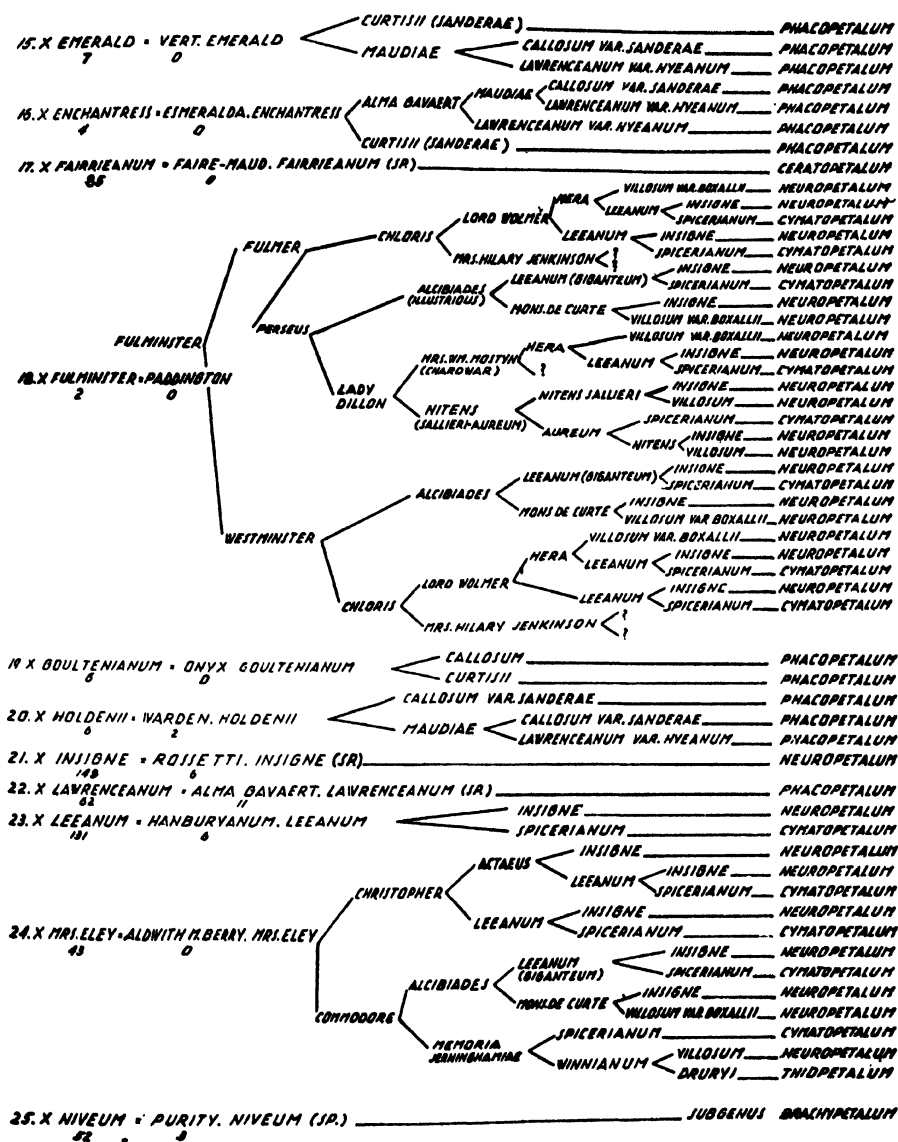 CURTISII (SANDERAE) PHACOPETALUM
15. X EMERALD = VERT. EMERALD
7 0
MAUDIAE CALLOSUM VAR. SANDERAE PHACOPETALUM
LAWRENCEANUM VAR. HYEANUM PHACOPETALUM
16. X ENCHANTRESS = ESMERALDA. ENCHANTRESS
4 0
ALMA GAVAERT MAUDIAE CALLOSUM VAR. SANDERAE PHACOPETALUM
LAWRENCEANUM VAR. HYEANUM PHACOPETALUM
LAWRENCEANUM VAR. HYEANUM PHACOPETALUM
CURTISII (SANDERAE) PHACOPETALUM
17. X FAIRRIEANUM = FAIRE-MAUD. FAIRRIEANUM (SP.) CERATOPETALUM
85 0
18. X FULMINSTER = PADDINGTON
2 0
FULMINSTER
FULMER
CHLORIS
LORD WOLMER
HERA VILLOSUM VAR. BOXALLII NEUROPETALUM
LEEANUM INSIGNE NEUROPETALUM
SPICERIANUM CYMATOPETALUM
LEEANUM INSIGNE NEUROPETALUM
SPICERIANUM CYMATOPETALUM
MRS. HILARY JENKINSON ?
?
PERSEUS
ALCIBIADES
(ILLUSTRIOUS)
LEEANUM (GIGANTEUM) INSIGNE NEUROPETALUM
SPICERIANUM CYMATOPETALUM
MONS. DE CURTE INSIGNE NEUROPETALUM
VILLOSUM VAR. BOXALLII NEUROPETALUM
LADY
DILLON
MRS. WM. MOSTYN
(CHARDWAR)
HERA VILLOSUM VAR. BOXALLII NEUROPETALUM
LEEANUM INSIGNE NEUROPETALUM
SPICERIANUM CYMATOPETALUM
?
NITENS
(SALLIERI-AUREUM)
NITENS SALLIERI INSIGNE NEUROPETALUM
VILLOSUM NEUROPETALUM
AUREUM SPICERIANUM CYMATOPETALUM
NITENS INSIGNE NEUROPETALUM
VILLOSUM NEUROPETALUM
WESTMINSTER
ALCIBIADES
LEEANUM (GIGANTEUM) INSIGNE NEUROPETALUM
SPICERIANUM CYMATOPETALUM
MONS DE CURTE INSIGNE NEUROPETALUM
VILLOSUM VAR BOXALLII NEUROPETALUM
CHLORIS
LORD WOLMER
HERA VILLOSUM VAR. BOXALLII NEUROPETALUM
LEEANUM INSIGNE NEUROPETALUM
SPICERIANUM CYMATOPETALUM
LEEANUM INSIGNE NEUROPETALUM
SPICERIANUM CYMATOPETALUM
MRS. HILARY JENKINSON ?
?
19 X GOULTENIANUM = ONYX GOULTENIANUM
6 0
CALLOSUM PHACOPETALUM
CURTISII PHACOPETALUM
20. X HOLDENII = WARDEN. HOLDENII
6 2
CALLOSUM VAR. SANDERAE PHACOPETALUM
MAUDIAE CALLOSUM VAR. SANDERAE PHACOPETALUM
LAWRENCEANUM VAR. HYEANUM PHACOPETALUM
21. X INSIGNE = ROSSETTI. INSIGNE (SP.) NEUROPETALUM
149 6
22. X LAWRENCEANUM = ALMA GAVAERT. LAWRENCEANUM (SP.) PHACOPETALUM
62 11
23. X LEEANUM = HANBURYANUM. LEEANUM
131 6
INSIGNE NEUROPETALUM
SPICERIANUM CYMATOPETALUM
24. X MRS. ELEY = ALDWITH M. BERRY. MRS. ELEY
43 0
CHRISTOPHER
ACTAEUS INSIGNE NEUROPETALUM
LEEANUM INSIGNE NEUROPETALUM
SPICERIANUM CYMATOPETALUM
LEEANUM INSIGNE NEUROPETALUM
SPICERIANUM CYMATOPETALUM
COMMODORE
ALCIBIADES
LEEANUM
(GIGANTEUM)
INSIGNE NEUROPETALUM
SPICERIANUM CYMATOPETALUM
MONS. DE CURTE INSIGNE NEUROPETALUM
VILLOSUM VAR. BOXALLII NEUROPETALUM
MEMORIA
JERNINGHAMIAE
SPICERIANUM CYMATOPETALUM
WINNIANUM VILLOSUM NEUROPETALUM
DRURYI THIOPETALUM
25. X NIVEUM = PURITY. NIVEUM (SP.) SUBGENUS BRACHYPETALUM
52